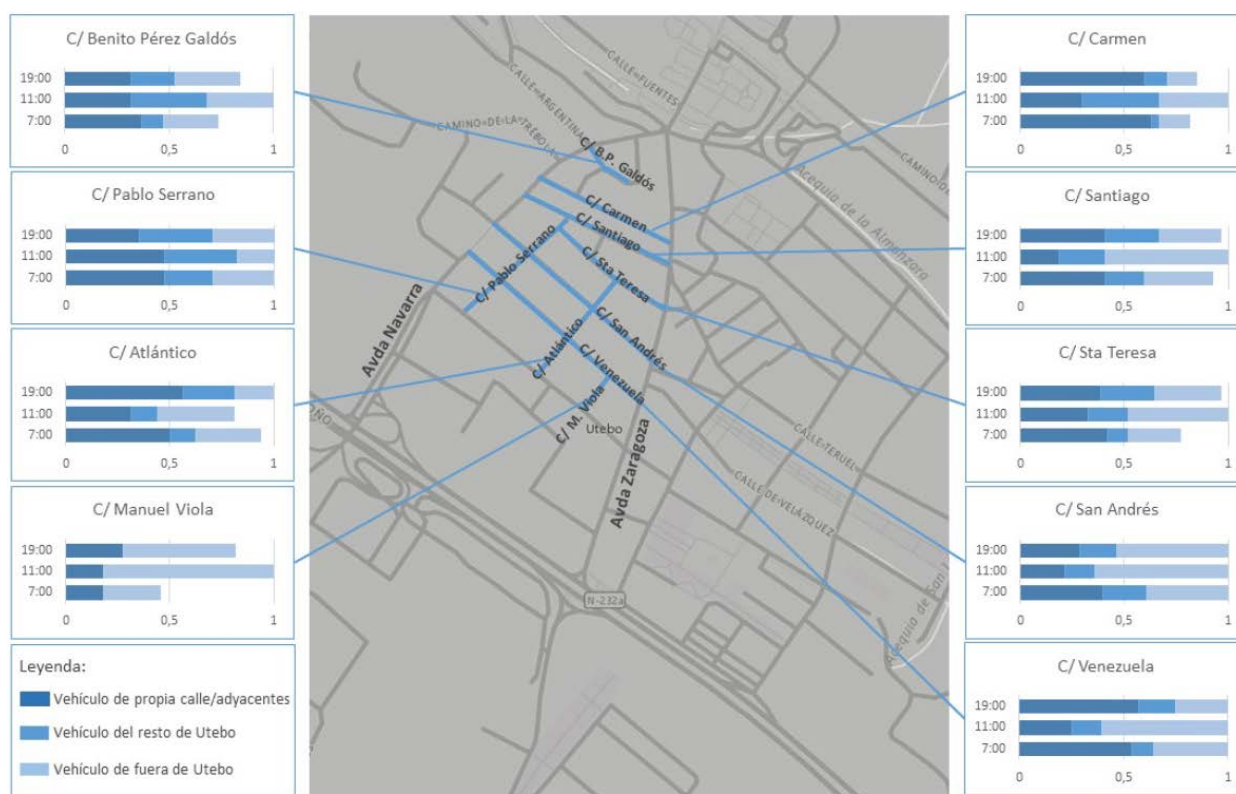 C/ Benito Pérez Galdós
19:00
11:00
7:00
0 0,5 1
C/ Pablo Serrano
19:00
11:00
7:00
0 0,5 1
C/ Atlántico
19:00
11:00
7:00
0 0,5 1
C/ Manuel Viola
19:00
11:00
7:00
0 0,5 1
Leyenda:
Vehículo de propia calle/adyacentes
Vehículo del resto de Utebo
Vehículo de fuera de Utebo
CALLE-FUENTES
CALLE-ARGENTINA
CAMINO-DE-LA-TREBOLA
C/ B.P. Galdós
CAMINO-DE
Acequia de la Almonzara
C/ Carmen
C/ Santiago
C/ Pablo Serrano
C/ Sta Teresa
Avda Navarra
C/ San Andrés
C/ Atlántico
C/ Venezuela
C/ M. Viola
Utebo
OÑO
Avda Zaragoza
CALLE-TERUEL
CALLE DE-VELÁZQUEZ
N-232a
Acequia de San
C/ Carmen
19:00
11:00
7:00
0 0,5 1
C/ Santiago
19:00
11:00
7:00
0 0,5 1
C/ Sta Teresa
19:00
11:00
7:00
0 0,5 1
C/ San Andrés
19:00
11:00
7:00
0 0,5 1
C/ Venezuela
19:00
11:00
7:00
0 0,5 1